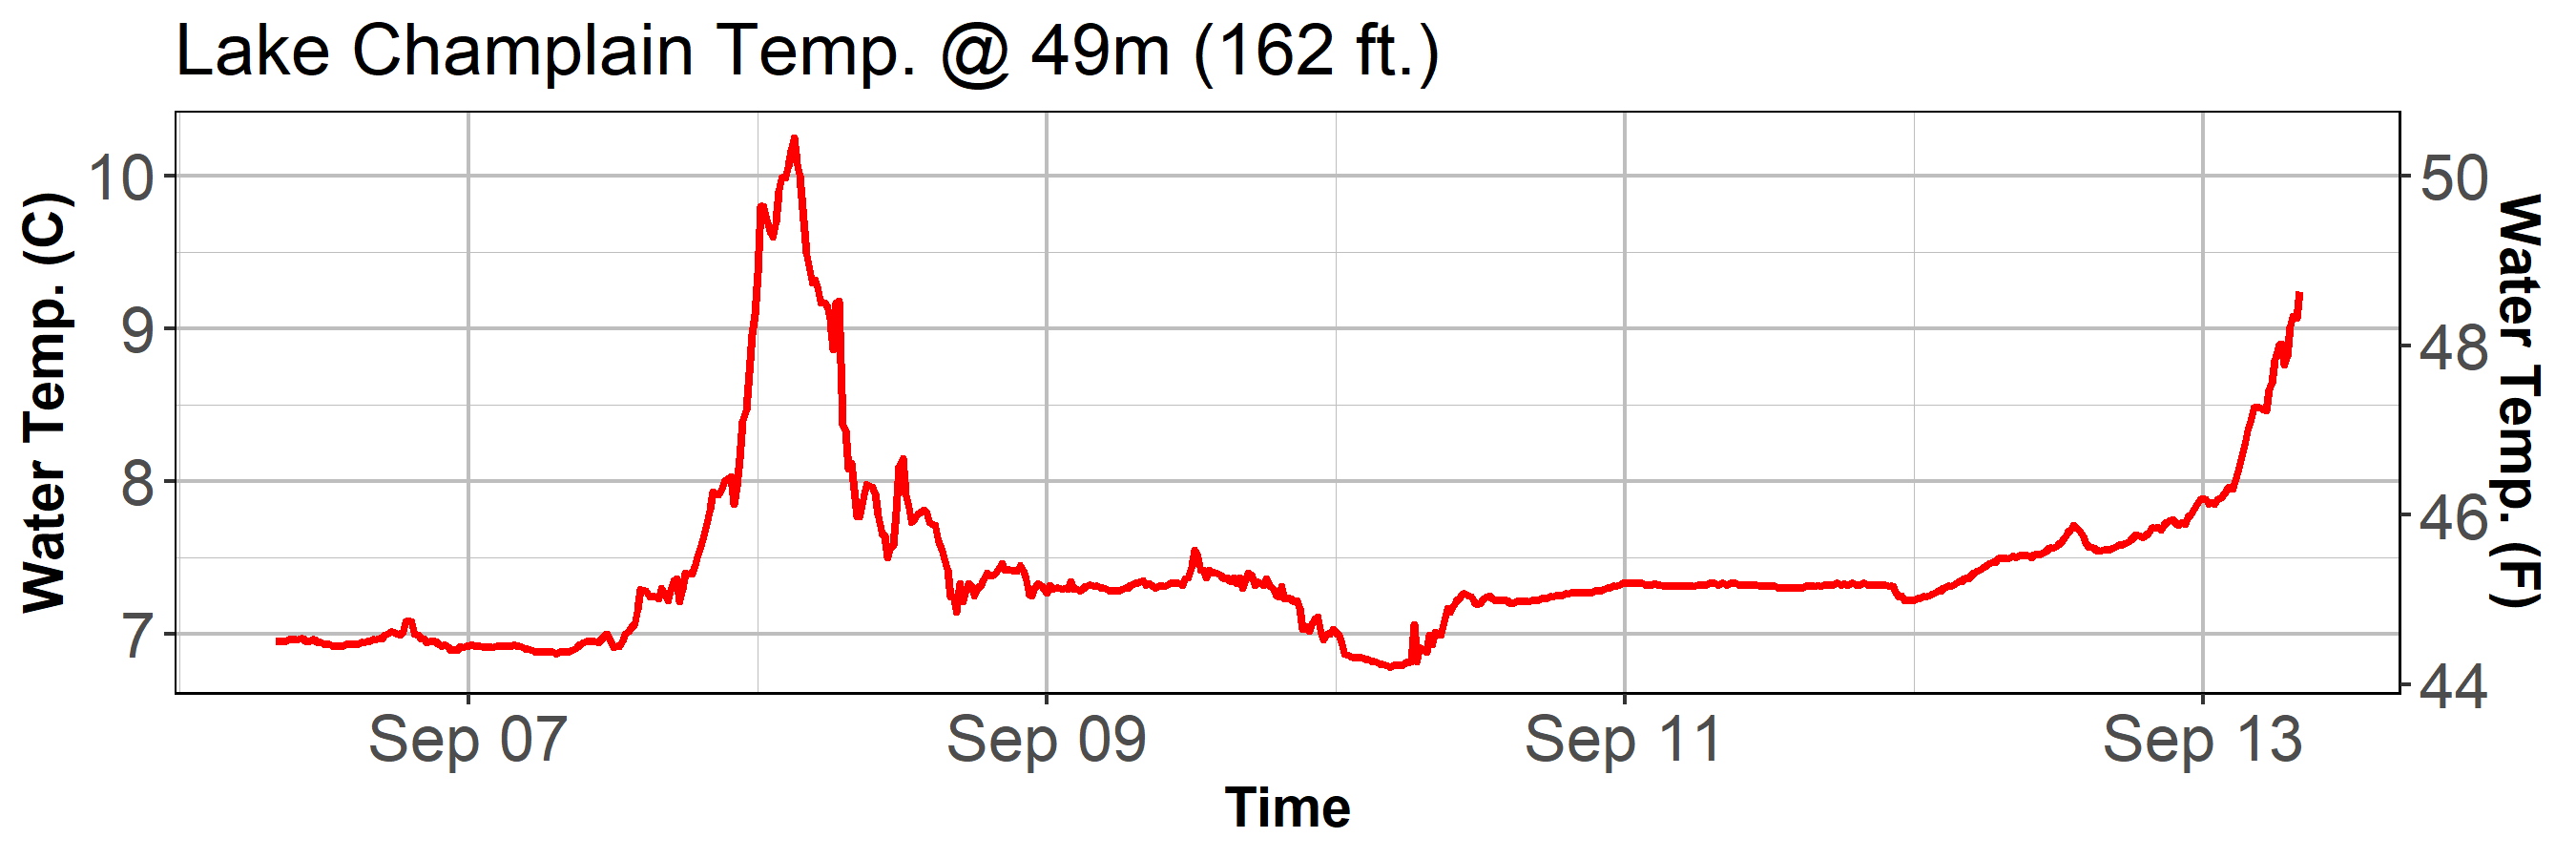 Lake Champlain Temp. @ 49m (162 ft.)
Water Temp. (C)
10
9
8
7
50
48
46
44
Water Temp. (F)
Sep 07
Sep 09
Sep 11
Sep 13
Time